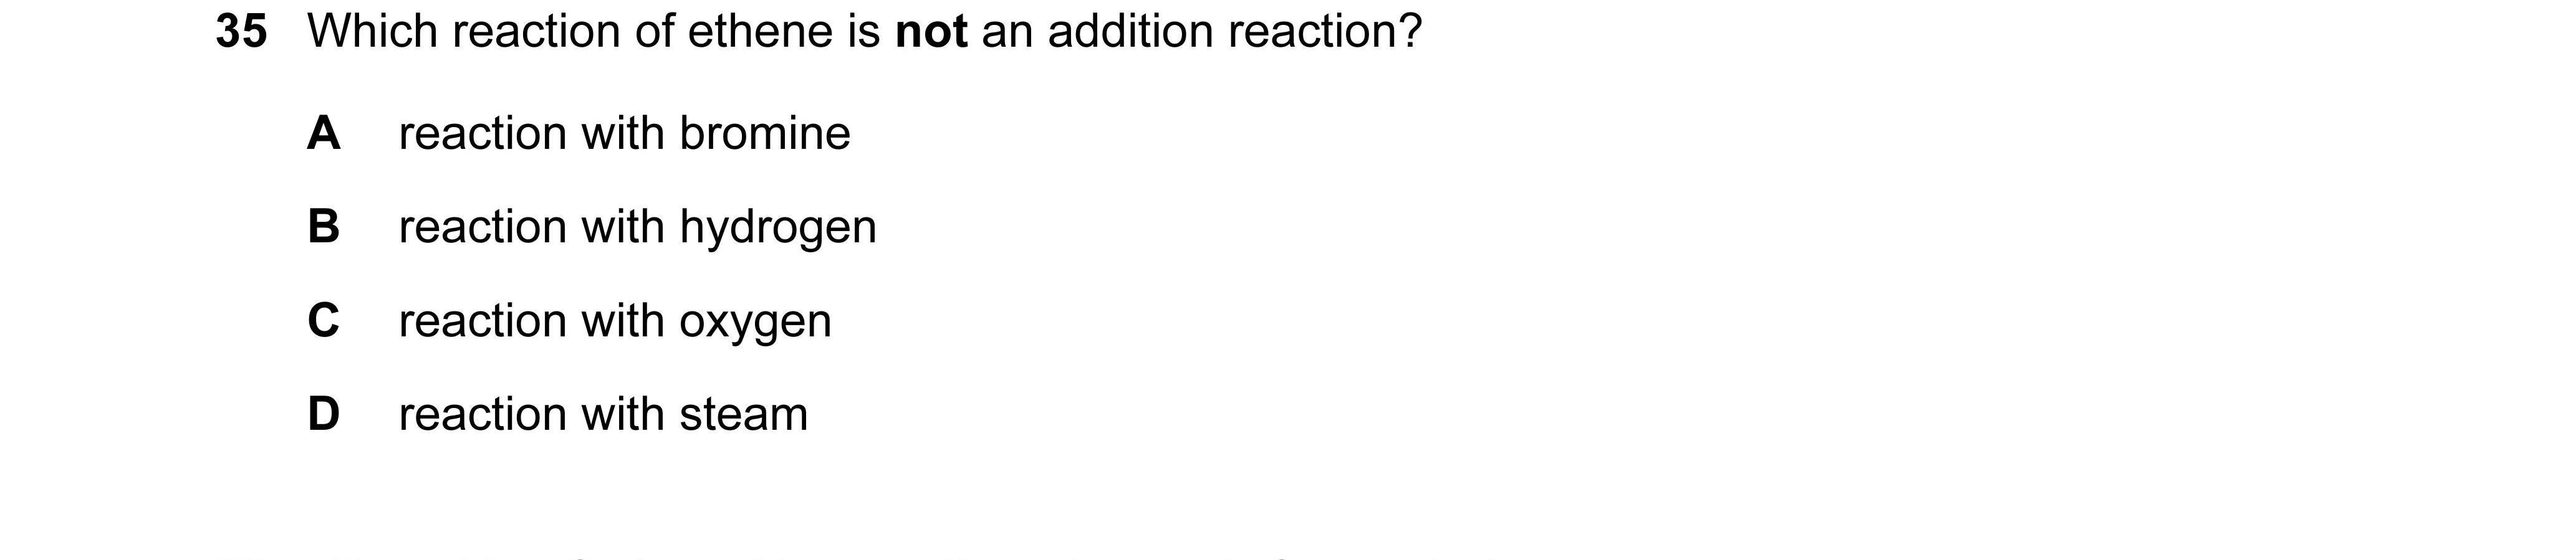 35 Which reaction of ethene is not an addition reaction?
A reaction with bromine
B reaction with hydrogen
C reaction with oxygen
D reaction with steam